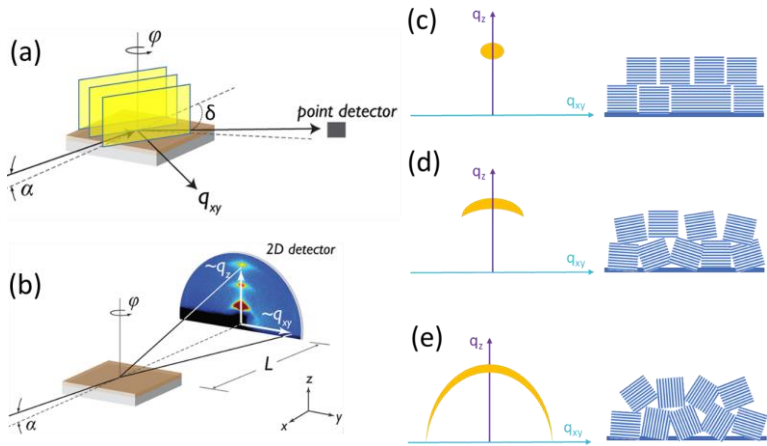 (a)
φ
δ
point detector
α
q_xy
(b)
2D detector
φ
~q_z
~q_xy
L
α
z
x
y
(c)
q_z
q_xy
(d)
q_z
q_xy
(e)
q_z
q_xy